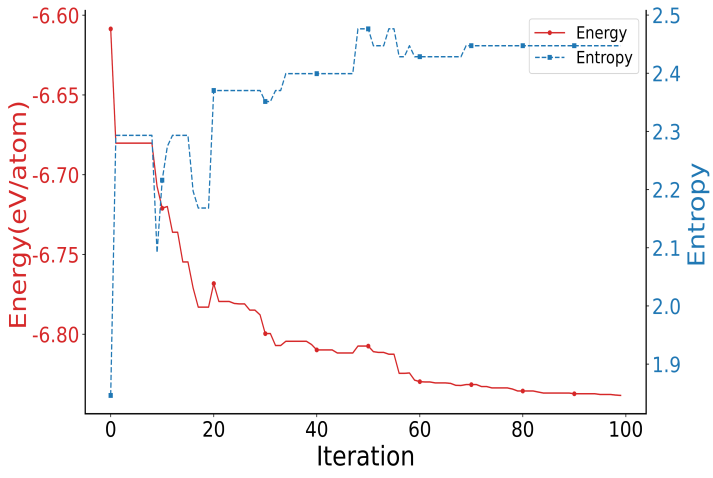 Energy(eV/atom)
-6.60
-6.65
-6.70
-6.75
-6.80
Energy
Entropy
2.5
2.4
2.3
2.2
2.1
2.0
1.9
Entropy
0 20 40 60 80 100
Iteration